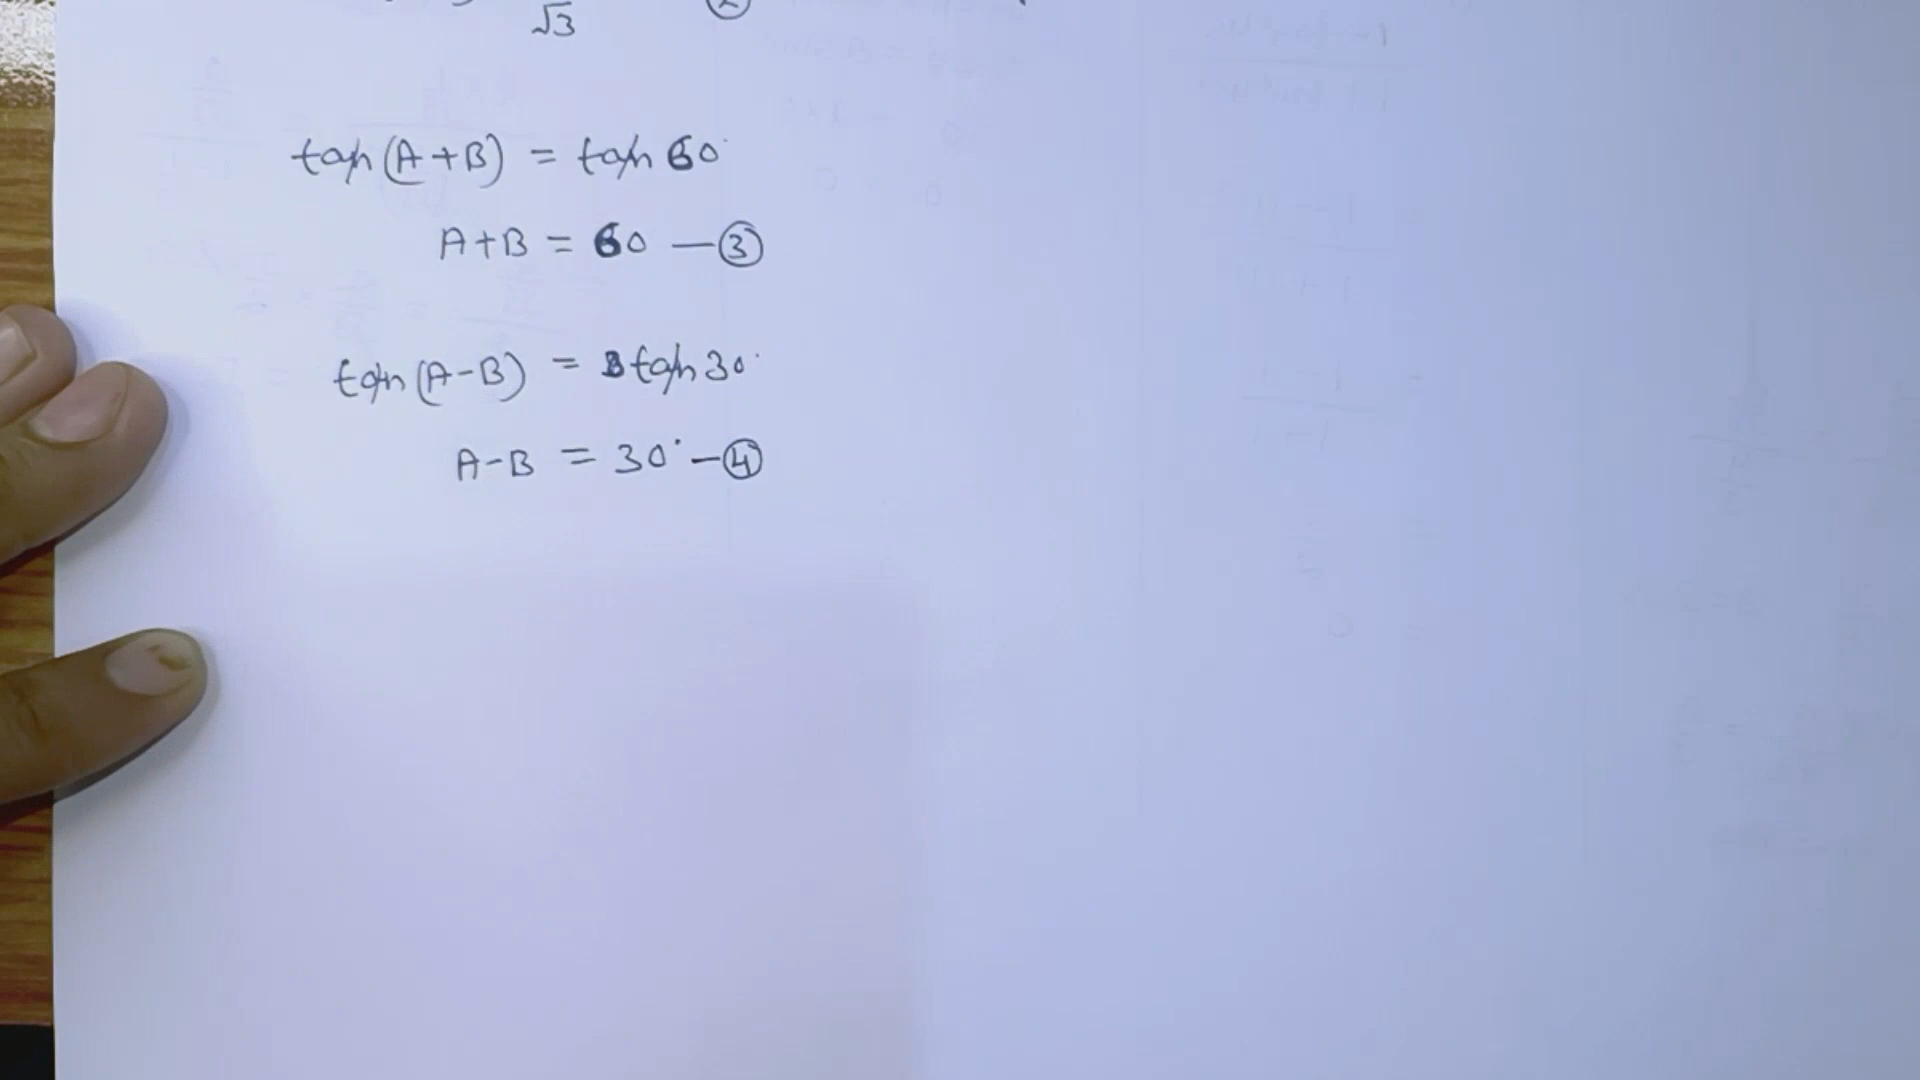 √3
tan (A+B) = tan 60°
A+B = 60 — ③
tan (A-B) = tan 30°
A-B = 30° — ④